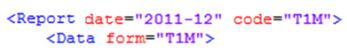 <Report date="2011-12" code="T1M">
<Data form="T1M">